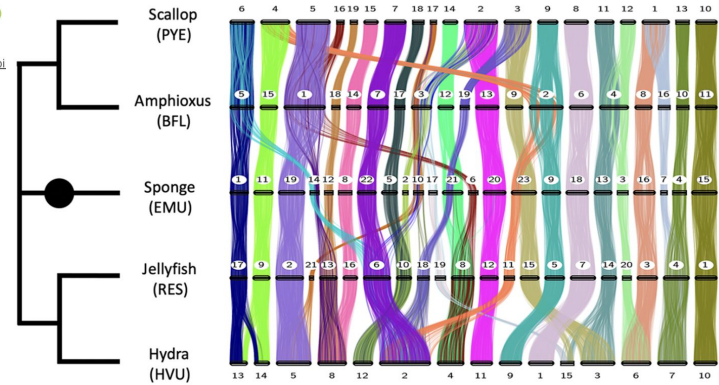 Scallop
(PYE)
6 4 5 16 19 15 7 18 17 14 2 3 9 8 11 12 1 13 10
oi
Amphioxus
(BFL)
5 15 1 18 14 7 17 3 12 19 13 9 2 6 4 8 16 10 11
Sponge
(EMU)
1 11 19 14 12 8 22 5 2 10 17 21 6 20 23 9 18 13 3 16 7 4 15
Jellyfish
(RES)
17 9 2 21 13 16 6 10 18 19 8 12 11 15 5 7 14 20 3 4 1
Hydra
(HVU)
13 14 5 8 12 2 4 11 9 1 15 3 6 7 10